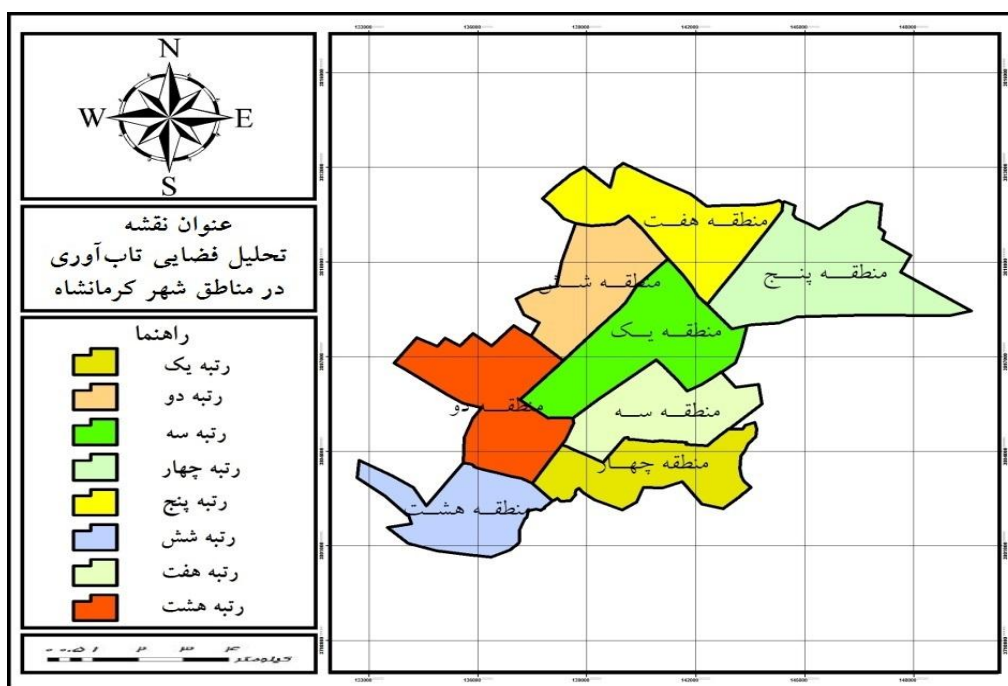 N
W
E
S
عنوان نقشه
تحلیل فضایی تاب‌آوری
در مناطق شهر کرمانشاه
راهنما
رتبه یک
رتبه دو
رتبه سه
رتبه چهار
رتبه پنج
رتبه شش
رتبه هفت
رتبه هشت
کیلومتر
منطقه هفت
منطقه پنج
منطقه شش
منطقه یک
منطقه دو
منطقه سه
منطقه چهار
منطقه هشت